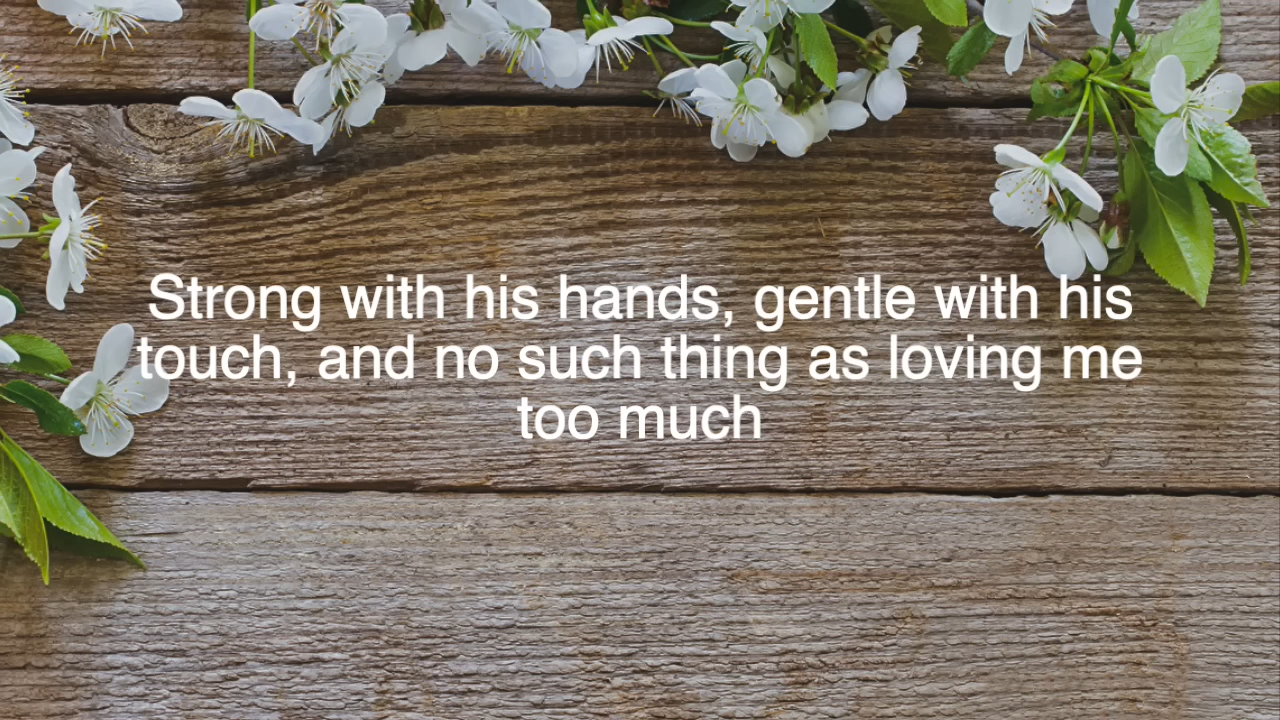 Strong with his hands, gentle with his
touch, and no such thing as loving me
too much